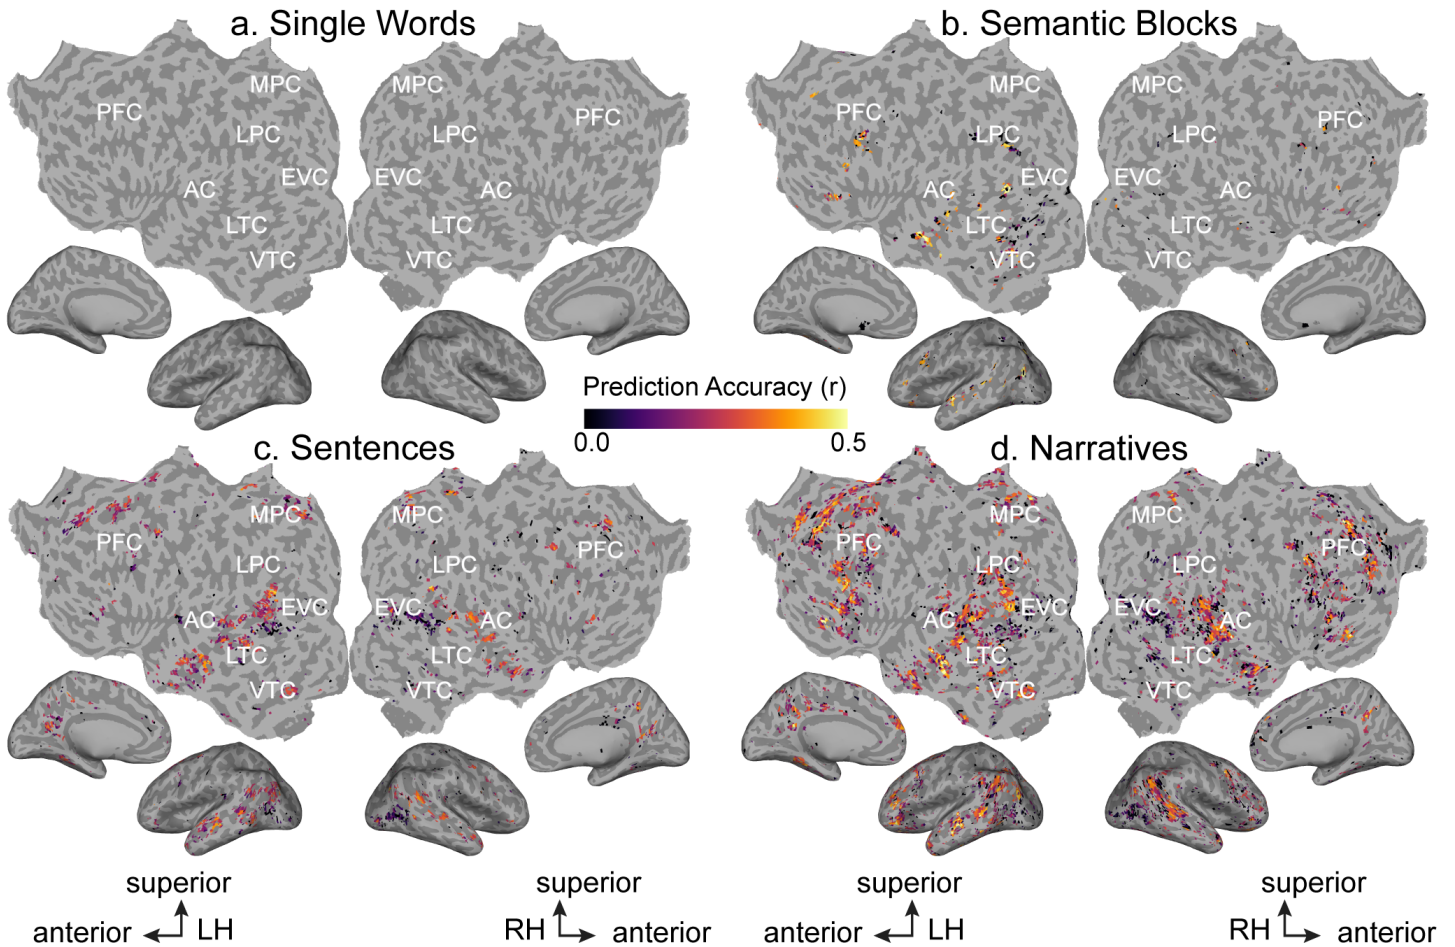 a. Single Words
b. Semantic Blocks
MPC
MPC
PFC
PFC
LPC
LPC
EVC
EVC
AC
AC
LTC
LTC
VTC
VTC
MPC
MPC
PFC
PFC
LPC
LPC
EVC
EVC
AC
AC
LTC
LTC
VTC
VTC
Prediction Accuracy (r)
0.0
0.5
c. Sentences
d. Narratives
MPC
MPC
PFC
PFC
LPC
LPC
EVC
EVC
AC
AC
LTC
LTC
VTC
VTC
MPC
MPC
PFC
PFC
LPC
LPC
EVC
EVC
AC
AC
LTC
LTC
VTC
VTC
superior
anterior
LH
superior
RH
anterior
superior
anterior
LH
superior
RH
anterior